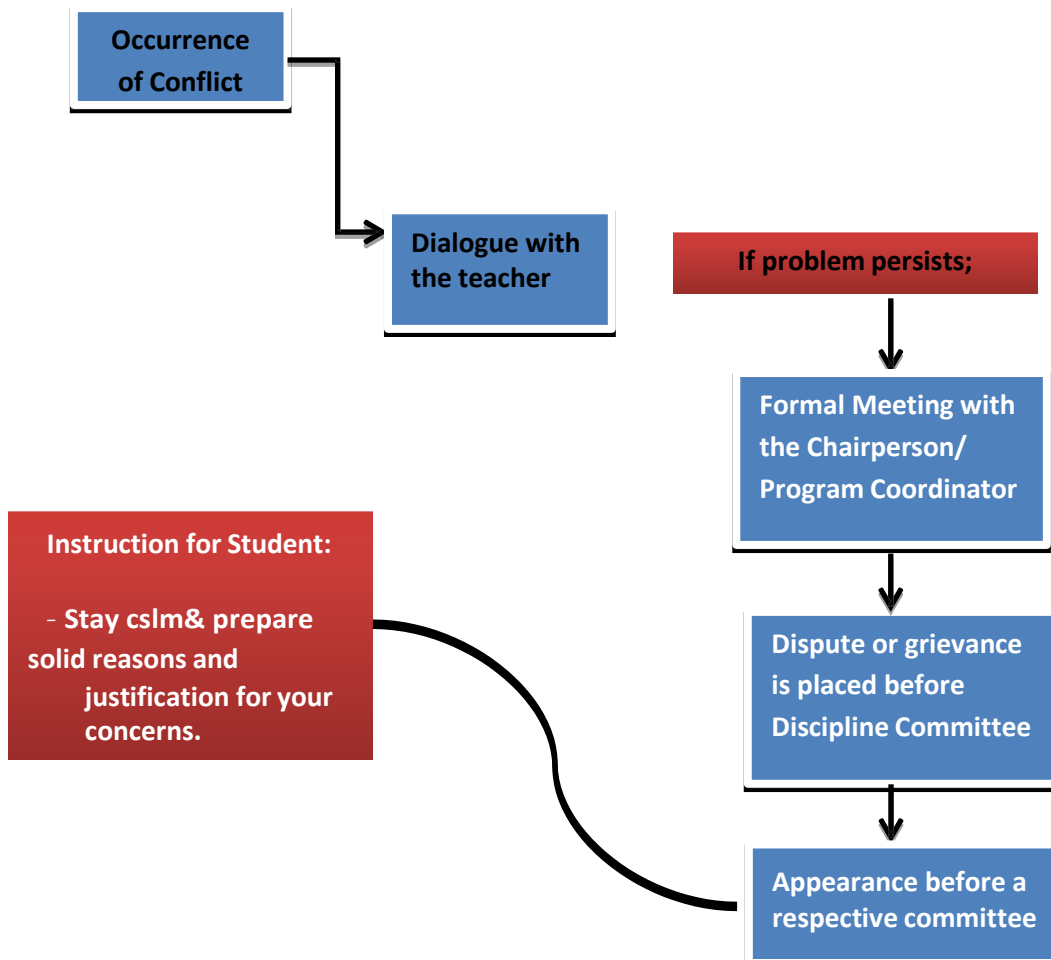 Occurrence
of Conflict
Dialogue with
the teacher
If problem persists;
Formal Meeting with
the Chairperson/
Program Coordinator
Instruction for Student:
- Stay cslm& prepare
solid reasons and
justification for your
concerns.
Dispute or grievance
is placed before
Discipline Committee
Appearance before a
respective committee